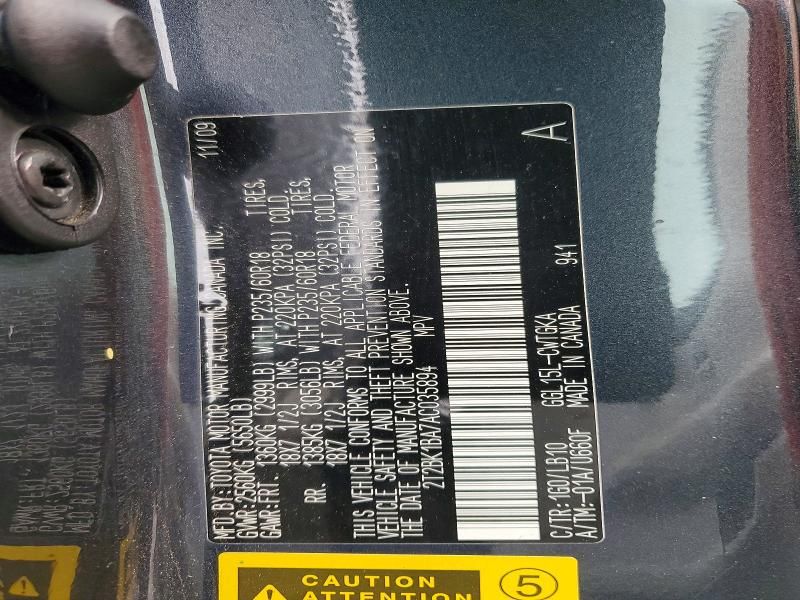 MFD.BY:TOYOTA MOTOR MANUFACTURING CANADA INC. 11/09
GVWR:2560KG (5650LB)
GAWR:FRT. 1360KG (2999LB) WITH P235/60R18 TIRES,
18X7 1/2J RIMS, AT 220KPA (32PSI) COLD
RR 1385KG (3056LB) WITH P235/60R18 TIRES,
18X7 1/2J RIMS, AT 220KPA (32PSI) COLD
THIS VEHICLE CONFORMS TO ALL APPLICABLE FEDERAL MOTOR
VEHICLE SAFETY AND THEFT PREVENTION STANDARDS IN EFFECT ON
THE DATE OF MANUFACTURE SHOWN ABOVE.
2T2BK1BA7AC035894 MPV
C/TR:1G0/LB10 GGL15L-CWTGKA
A/TM:-01A/U660F MADE IN CANADA 941 A
CAUTION
ATTENTION
5